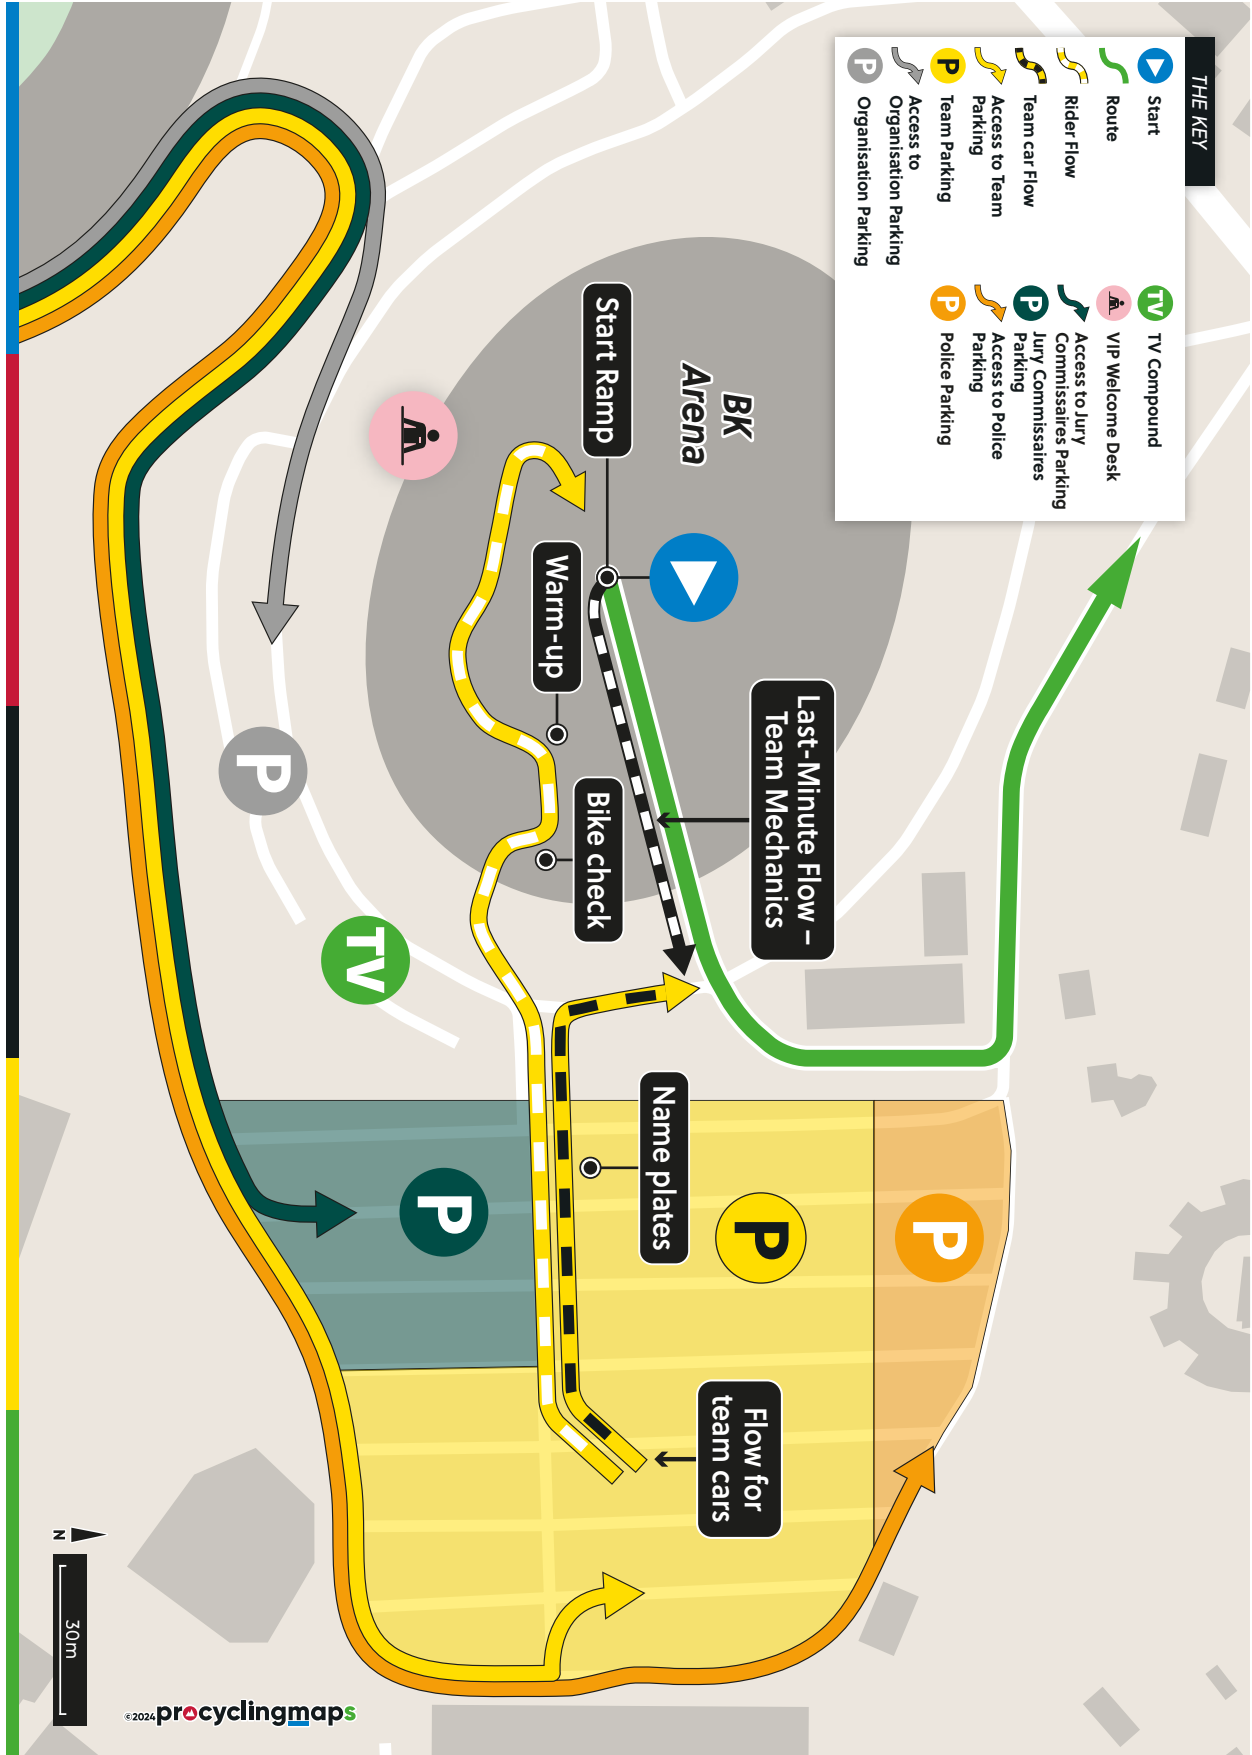 THE KEY
Start
Route
Rider Flow
Team car Flow
Access to Team
Parking
P
Team Parking
Access to
Organisation Parking
P
Organisation Parking
TV
TV Compound
VIP Welcome Desk
Access to Jury
Commissaires Parking
P
Jury Commissaires
Parking
Access to Police
Parking
P
Police Parking
BK
Arena
Start Ramp
Warm-up
Last-Minute Flow –
Team Mechanics
Bike check
P
TV
Name plates
P
P
P
Flow for
team cars
N
30m
©2024 procyclingmaps